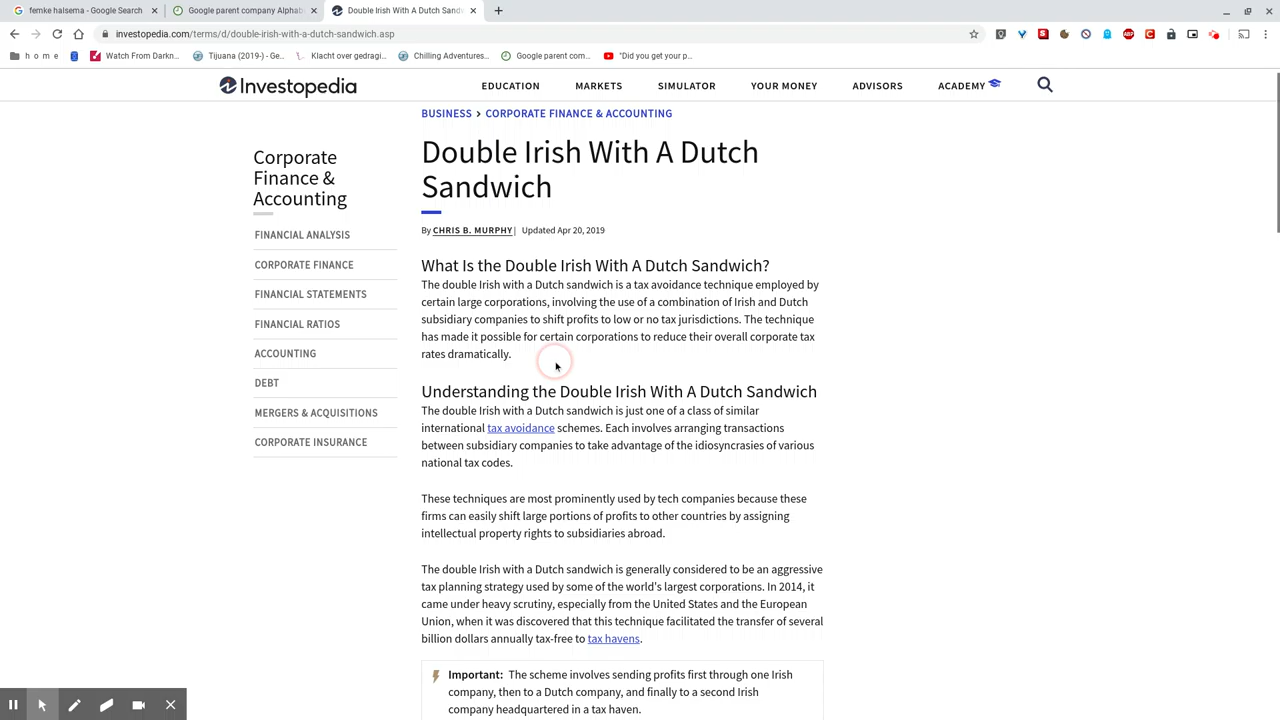 femke halsema - Google Search
Google parent company Alphab
Double Irish With A Dutch Sandw
investopedia.com/terms/d/double-irish-with-a-dutch-sandwich.asp
h o m e
Watch From Darkn...
Tijuana (2019-) - Ge...
Klacht over gedragi...
Chilling Adventures...
Google parent com...
"Did you get your p...
Investopedia
EDUCATION
MARKETS
SIMULATOR
YOUR MONEY
ADVISORS
ACADEMY
BUSINESS > CORPORATE FINANCE & ACCOUNTING
Corporate
Finance &
Accounting
FINANCIAL ANALYSIS
CORPORATE FINANCE
FINANCIAL STATEMENTS
FINANCIAL RATIOS
ACCOUNTING
DEBT
MERGERS & ACQUISITIONS
CORPORATE INSURANCE
Double Irish With A Dutch
Sandwich
By CHRIS B. MURPHY | Updated Apr 20, 2019
What Is the Double Irish With A Dutch Sandwich?
The double Irish with a Dutch sandwich is a tax avoidance technique employed by
certain large corporations, involving the use of a combination of Irish and Dutch
subsidiary companies to shift profits to low or no tax jurisdictions. The technique
has made it possible for certain corporations to reduce their overall corporate tax
rates dramatically.
Understanding the Double Irish With A Dutch Sandwich
The double Irish with a Dutch sandwich is just one of a class of similar
international tax avoidance schemes. Each involves arranging transactions
between subsidiary companies to take advantage of the idiosyncrasies of various
national tax codes.
These techniques are most prominently used by tech companies because these
firms can easily shift large portions of profits to other countries by assigning
intellectual property rights to subsidiaries abroad.
The double Irish with a Dutch sandwich is generally considered to be an aggressive
tax planning strategy used by some of the world's largest corporations. In 2014, it
came under heavy scrutiny, especially from the United States and the European
Union, when it was discovered that this technique facilitated the transfer of several
billion dollars annually tax-free to tax havens.
Important: The scheme involves sending profits first through one Irish
company, then to a Dutch company, and finally to a second Irish
company headquartered in a tax haven.